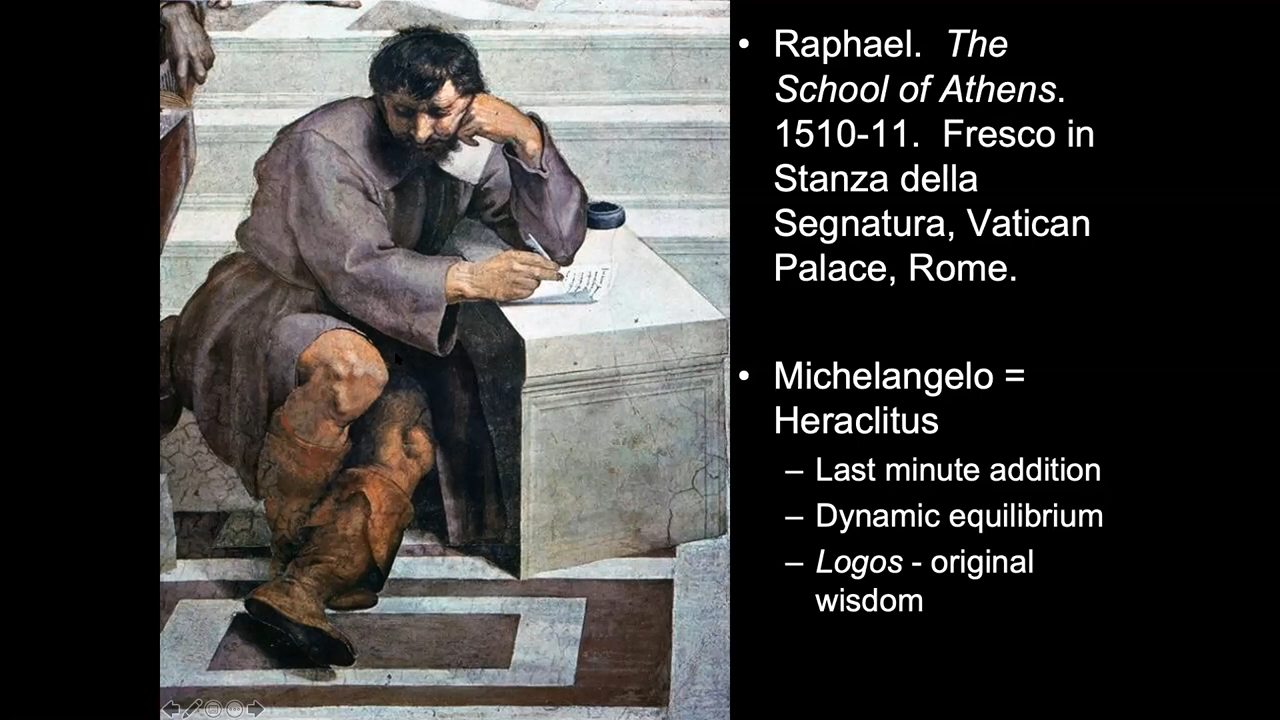 • Raphael. The
School of Athens.
1510-11. Fresco in
Stanza della
Segnatura, Vatican
Palace, Rome.
• Michelangelo =
Heraclitus
– Last minute addition
– Dynamic equilibrium
– Logos - original
wisdom